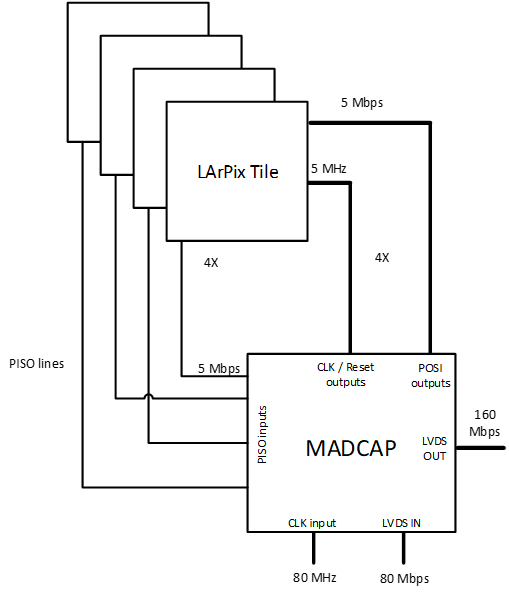 5 Mbps
LArPix Tile
5 MHz
4X
4X
PISO lines
5 Mbps
CLK / Reset
outputs
POSI
outputs
PISO inputs
MADCAP
LVDS
OUT
160
Mbps
CLK input
LVDS IN
80 MHz
80 Mbps